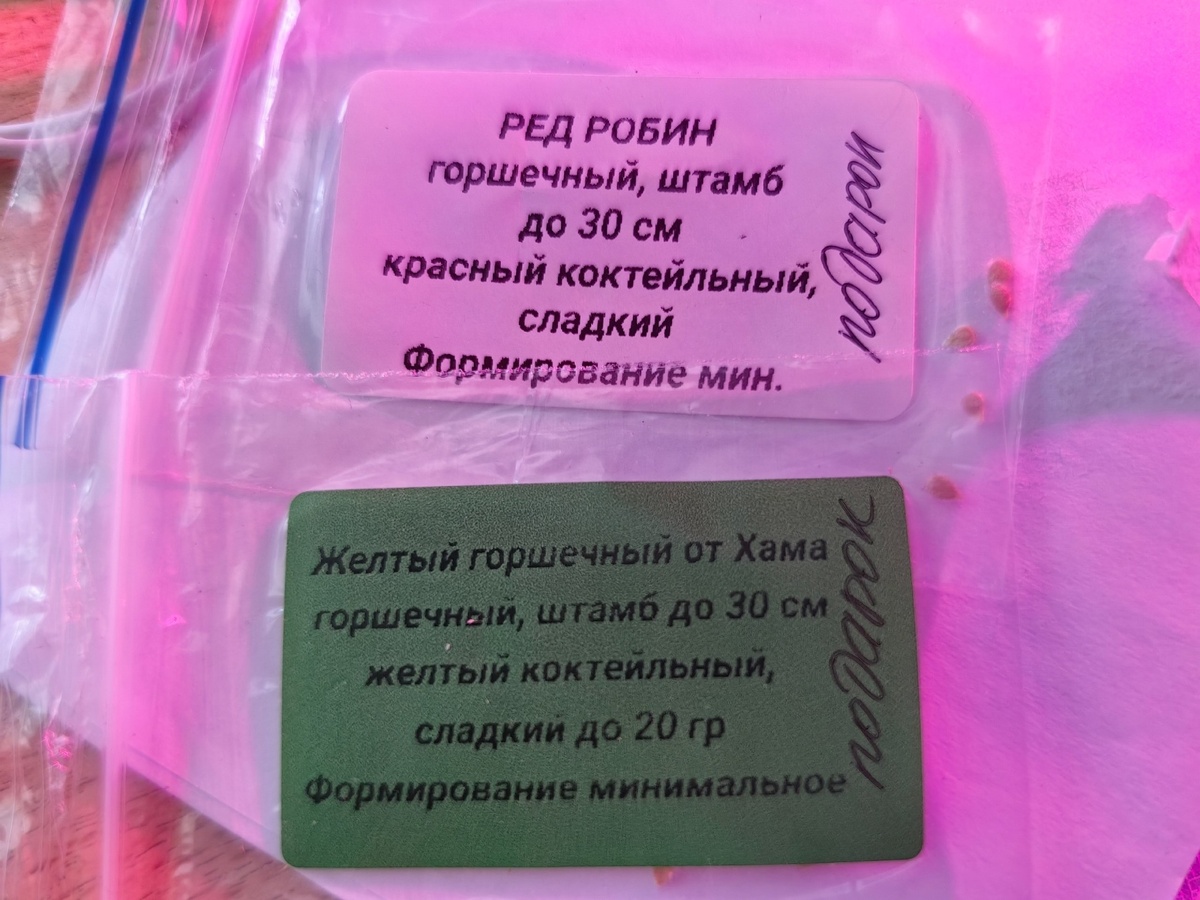 РЕД РОБИН
горшечный, штамб
до 30 см
красный коктейльный,
сладкий
Формирование мин.
подарок
Желтый горшечный от Хама
горшечный, штамб до 30 см
желтый коктейльный,
сладкий до 20 гр
Формирование минимальное
подарок